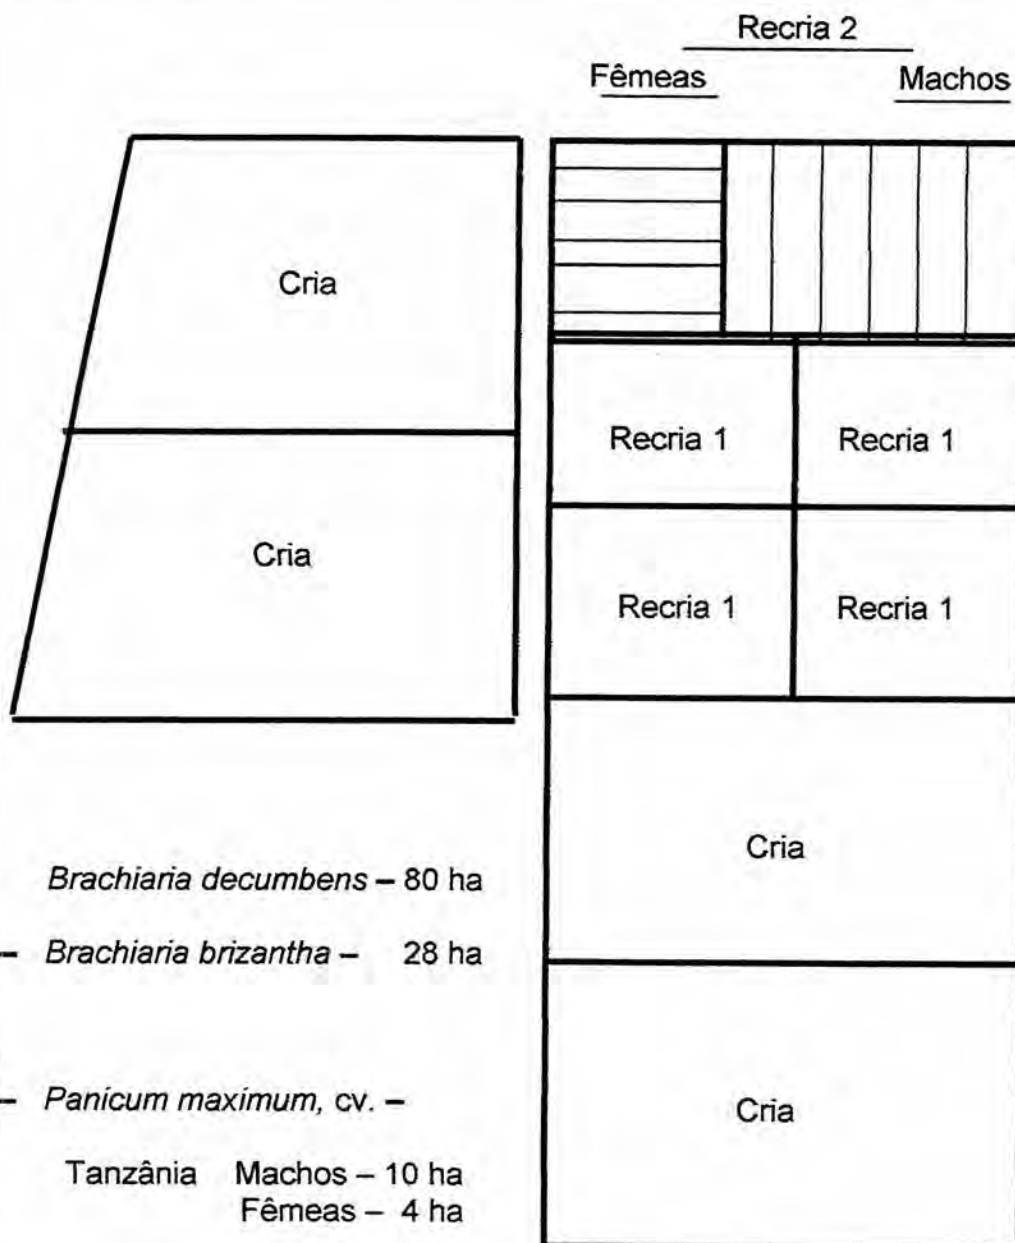 Recria 2
Fêmeas Machos
Cria
Cria
Recria 1 Recria 1
Recria 1 Recria 1
Cria
Cria
Brachiaria decumbens – 80 ha
– Brachiaria brizantha – 28 ha
– Panicum maximum, cv. –
Tanzânia Machos – 10 ha
Fêmeas – 4 ha